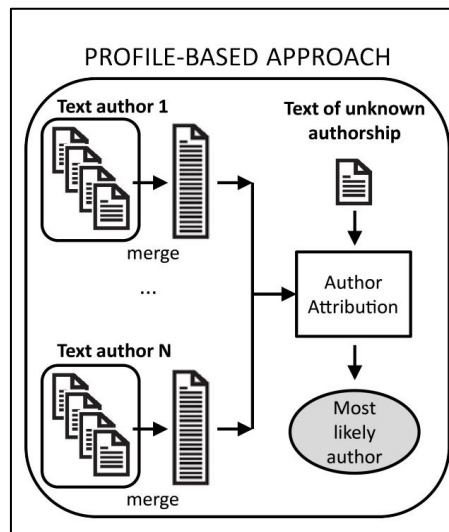 PROFILE-BASED APPROACH
Text author 1
merge
...
Text author N
merge
Text of unknown
authorship
Author
Attribution
Most
likely
author